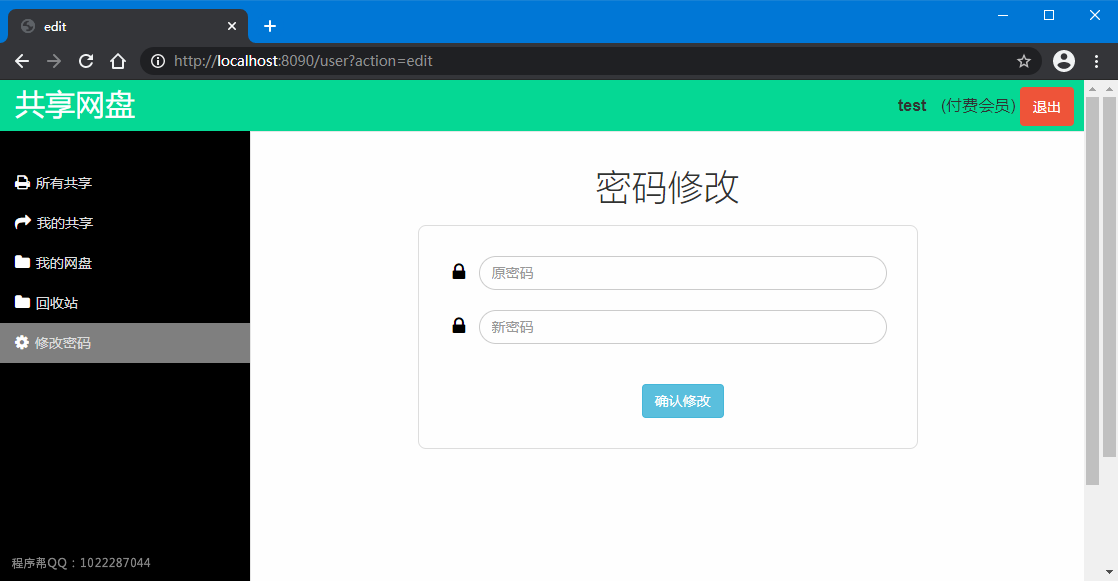 edit
http://localhost:8090/user?action=edit
共享网盘
test (付费会员) 退出
所有共享
我的共享
我的网盘
回收站
修改密码
密码修改
原密码
新密码
确认修改
程序帮QQ：1022287044